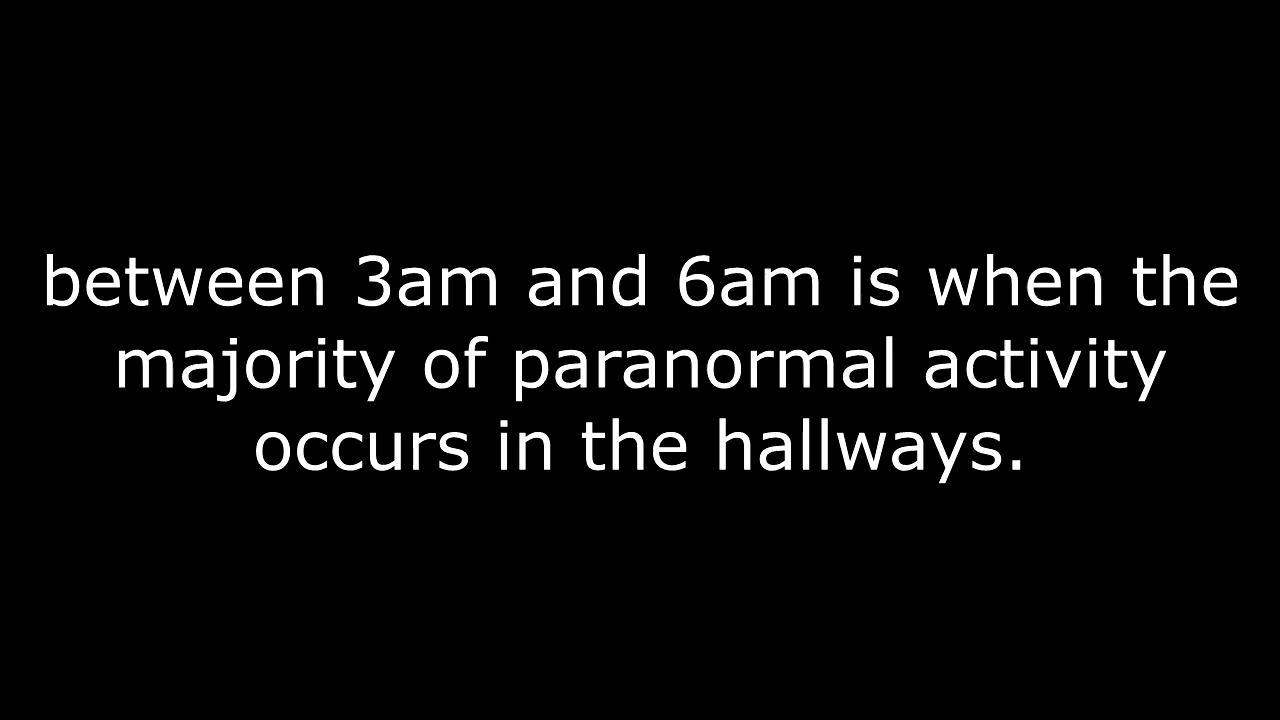 between 3am and 6am is when the
majority of paranormal activity
occurs in the hallways.